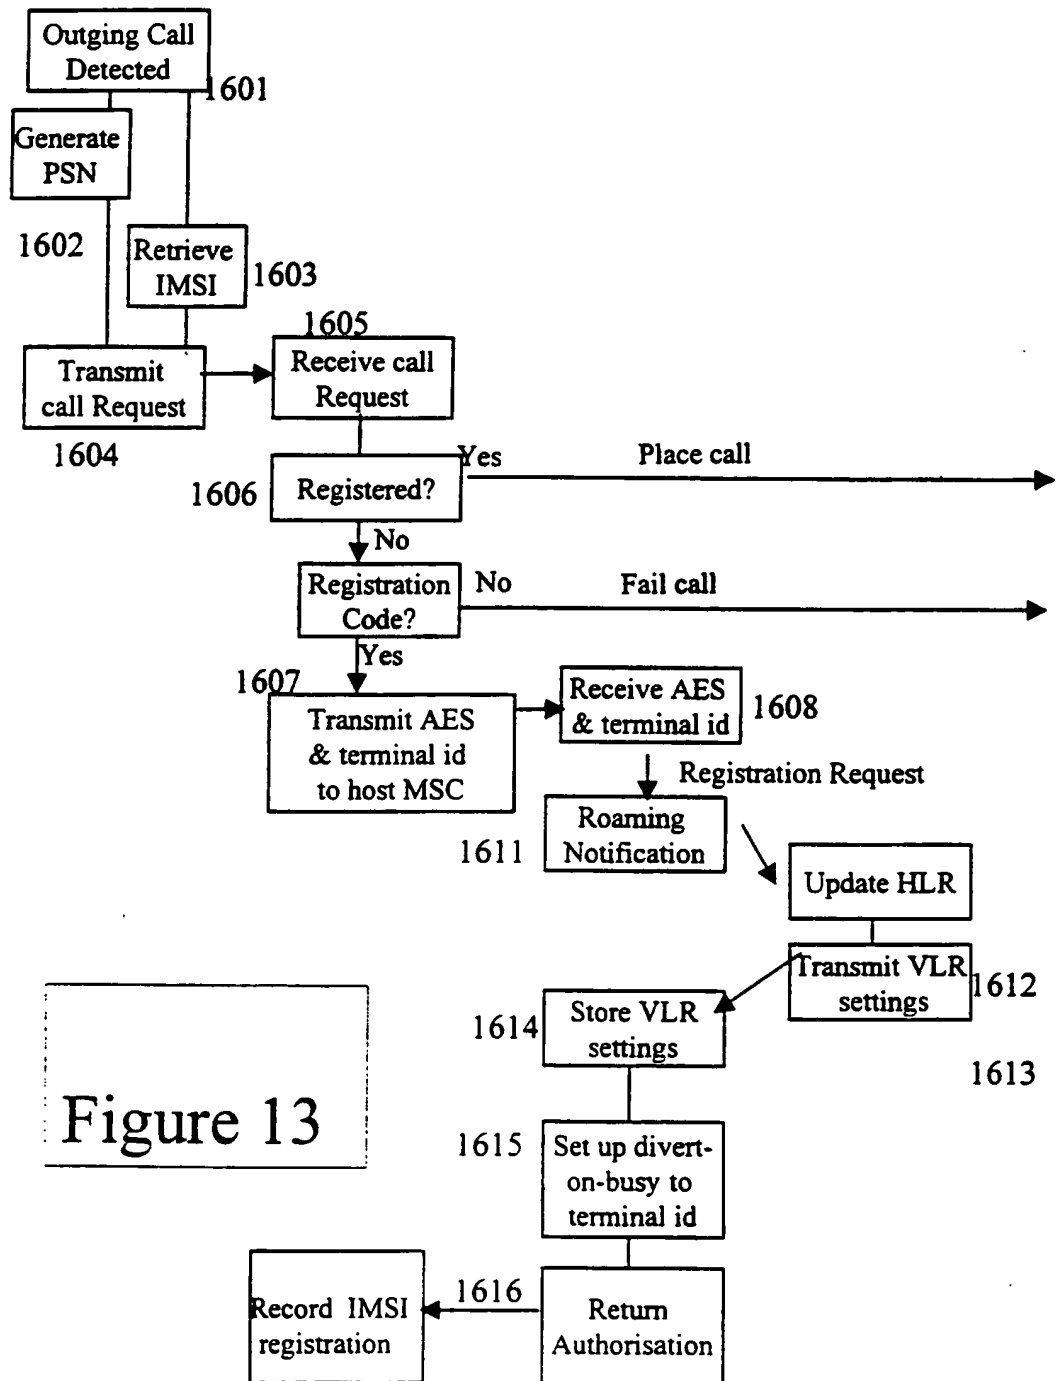 Outging Call
Detected
1601
Generate
PSN
1602
Retrieve
IMSI
1603
Transmit
call Request
1604
1605
Receive call
Request
1606
Registered?
Yes
Place call
No
Registration
Code?
No
Fail call
Yes
1607
Transmit AES
& terminal id
to host MSC
Receive AES
& terminal id
1608
Registration Request
1611
Roaming
Notification
Update HLR
Transmit VLR
settings
1612
1613
1614
Store VLR
settings
Figure 13
1615
Set up divert-
on-busy to
terminal id
1616
Record IMSI
registration
Return
Authorisation